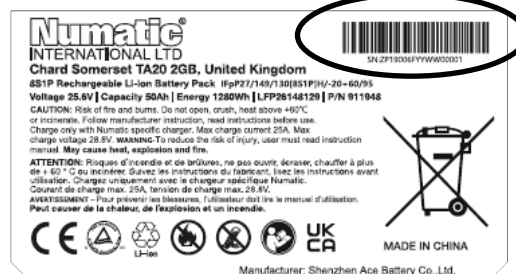 Numatic®
INTERNATIONAL LTD
SN:ZP19006FYYWW00001
Chard Somerset TA20 2GB, United Kingdom
8S1P Rechargeable Li-ion Battery Pack IFpP27/149/130[8S1P]H/-20+60/95
Voltage 25.6V | Capacity 50Ah | Energy 1280Wh | LFP26148129 | P/N 911948
CAUTION: Risk of fire and burns. Do not open, crush, heat above +60℃
or incinerate. Follow manufacturer instruction, read instructions before use.
Charge only with Numatic specific charger. Max charge current 25A. Max
charge voltage 28.8V. WARNING-To reduce the risk of injury, user must read instruction
manual. May cause heat, explosion and fire.
ATTENTION: Risques d'incendie et de brûlures, ne pas ouvrir, écraser, chauffer à plus
de + 60 ° C ou incinérer. Suivez les instructions du fabricant, lisez les instructions avant
utilisation. Chargez uniquement avec le chargeur spécifique Numatic.
Courant de charge max. 25A, tension de charge max. 28.8V.
AVERTISSEMENT – Pour prévenir les blessures, l'utilisateur doit lire le manuel d'utilisation.
Peut causer de la chaleur, de l'explosion et un incendie.
CE
Li-ion
UK
CA
MADE IN CHINA
Manufacturer: Shenzhen Ace Battery Co.,Ltd.